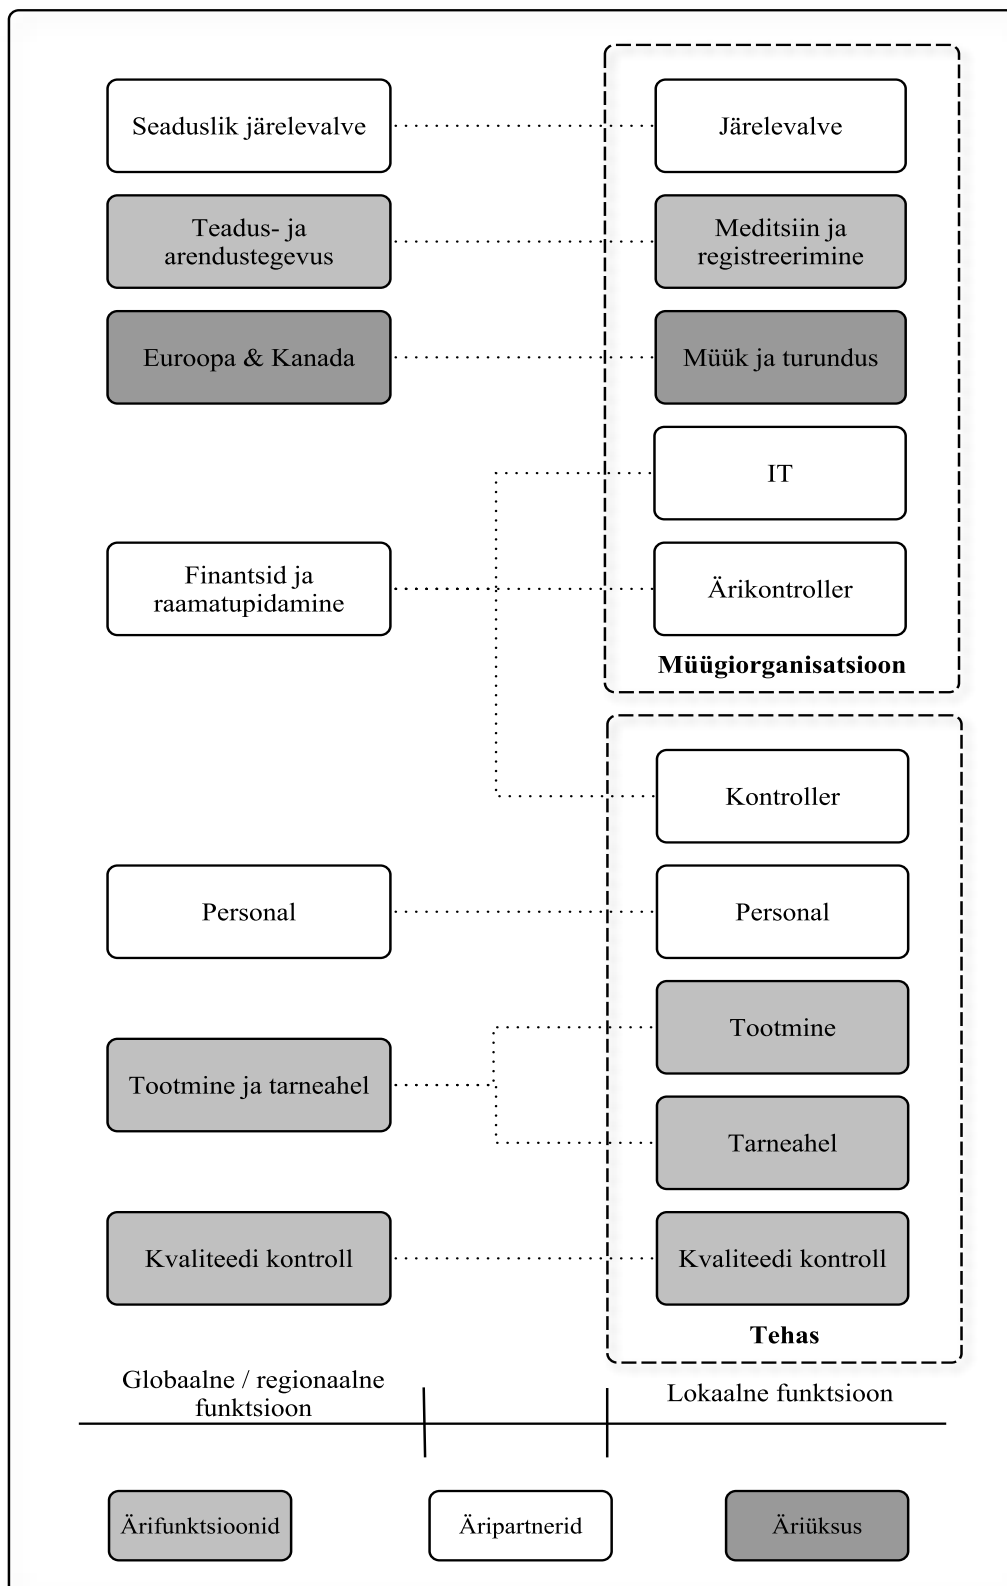 Seaduslik järelevalve
Järelevalve
Teadus- ja
arendustegevus
Meditsiin ja
registreerimine
Euroopa & Kanada
Müük ja turundus
IT
Finantsid ja
raamatupidamine
Ärikontroller
Müügiorganisatsioon
Kontroller
Personal
Personal
Tootmine
Tootmine ja tarneahel
Tarneahel
Kvaliteedi kontroll
Kvaliteedi kontroll
Tehas
Globaalne / regionaalne
funktsioon
Lokaalne funktsioon
Ärifunktsioonid
Äripartnerid
Äriüksus